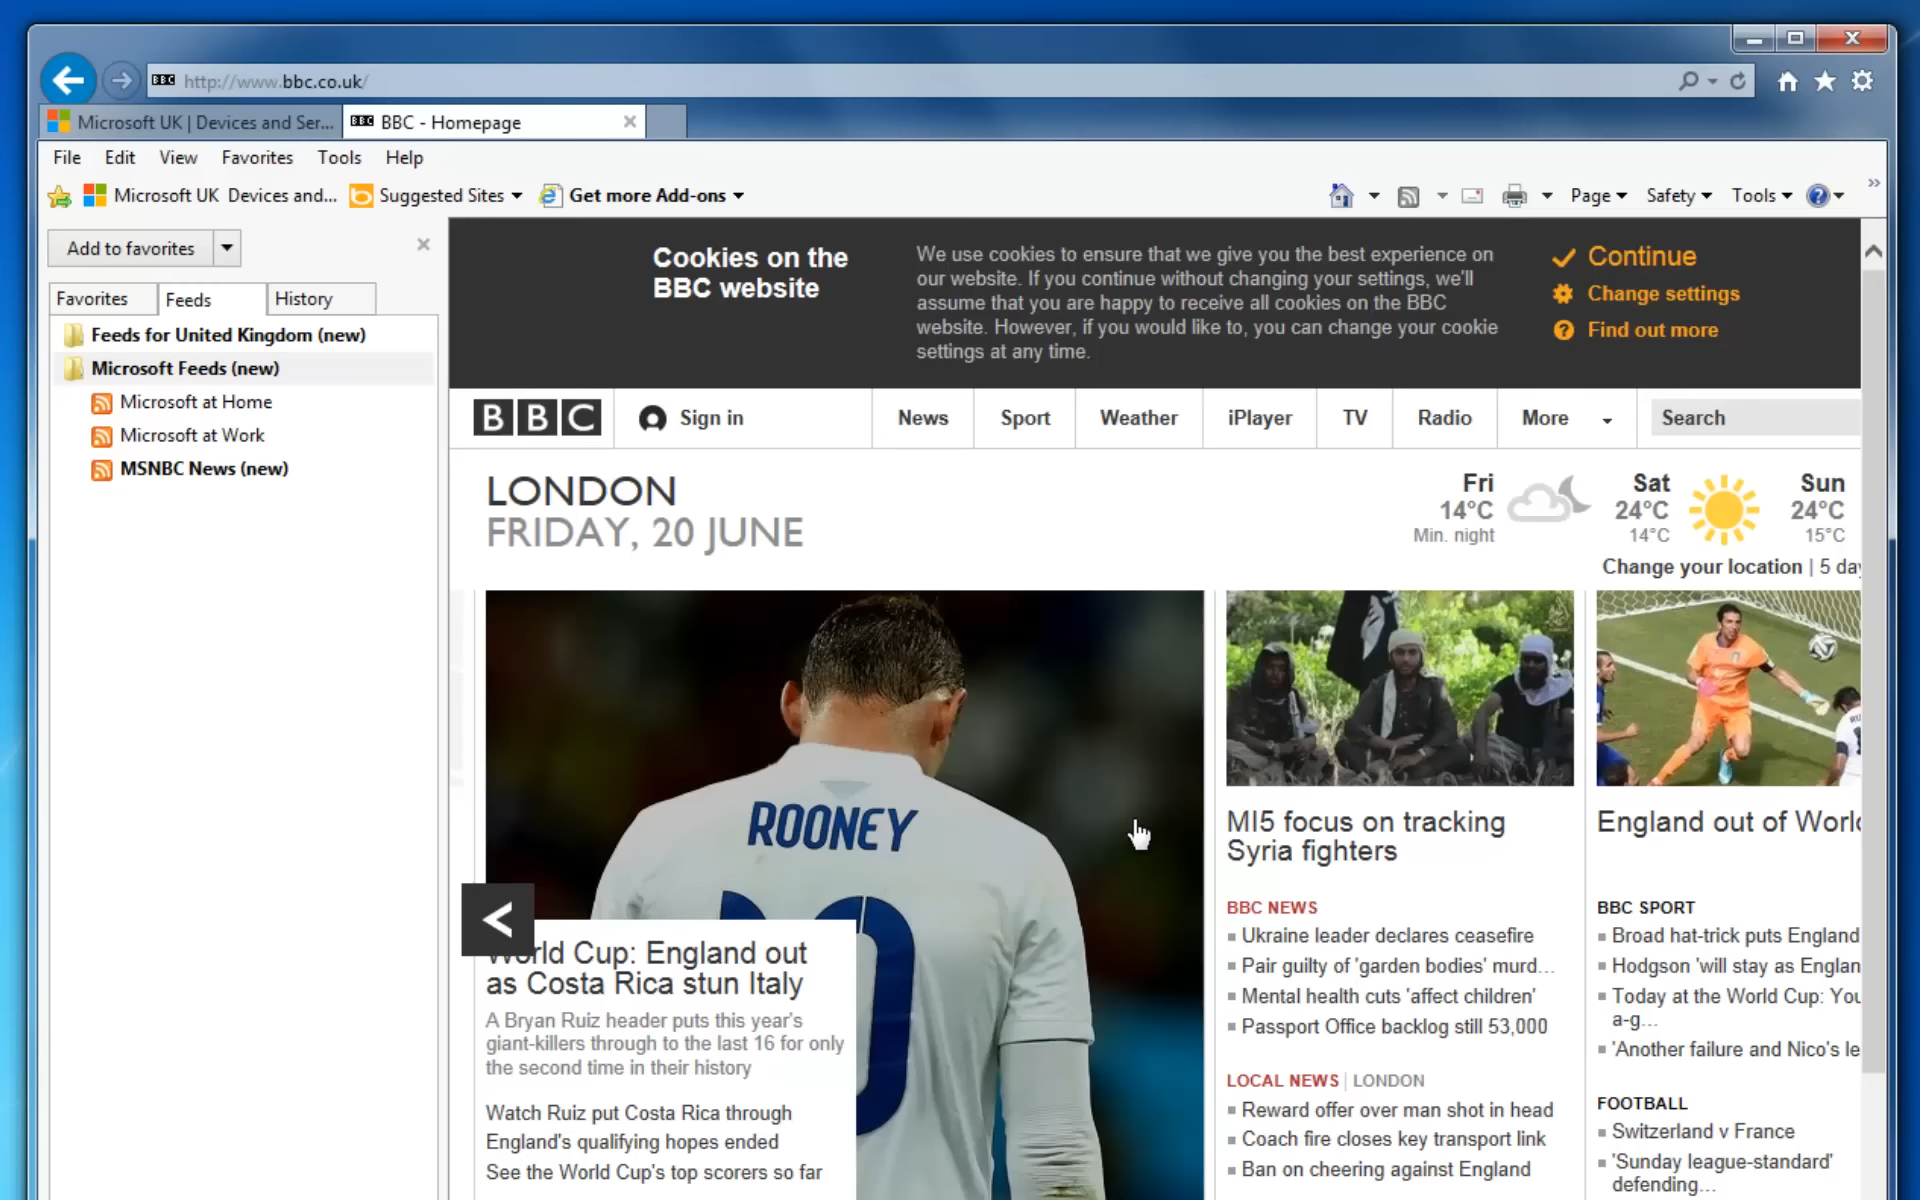 http://www.bbc.co.uk/
Microsoft UK | Devices and Ser...
BBC - Homepage
File Edit View Favorites Tools Help
Microsoft UK Devices and...
Suggested Sites
Get more Add-ons
Page
Safety
Tools
Add to favorites
Favorites
Feeds
History
Feeds for United Kingdom (new)
Microsoft Feeds (new)
Microsoft at Home
Microsoft at Work
MSNBC News (new)
Cookies on the
BBC website
We use cookies to ensure that we give you the best experience on
our website. If you continue without changing your settings, we'll
assume that you are happy to receive all cookies on the BBC
website. However, if you would like to, you can change your cookie
settings at any time.
Continue
Change settings
Find out more
BBC
Sign in
News
Sport
Weather
iPlayer
TV
Radio
More
Search
LONDON
FRIDAY, 20 JUNE
Fri
14°C
Min. night
Sat
24°C
14°C
Sun
24°C
15°C
Change your location | 5 day
ROONEY
World Cup: England out
as Costa Rica stun Italy
A Bryan Ruiz header puts this year's
giant-killers through to the last 16 for only
the second time in their history
Watch Ruiz put Costa Rica through
England's qualifying hopes ended
See the World Cup's top scorers so far
MI5 focus on tracking
Syria fighters
BBC NEWS
Ukraine leader declares ceasefire
Pair guilty of 'garden bodies' murd...
Mental health cuts 'affect children'
Passport Office backlog still 53,000
LOCAL NEWS | LONDON
Reward offer over man shot in head
Coach fire closes key transport link
Ban on cheering against England
England out of World
BBC SPORT
Broad hat-trick puts England
Hodgson 'will stay as Englan
Today at the World Cup: You
a-g...
'Another failure and Nico's le
FOOTBALL
Switzerland v France
'Sunday league-standard'
defending...